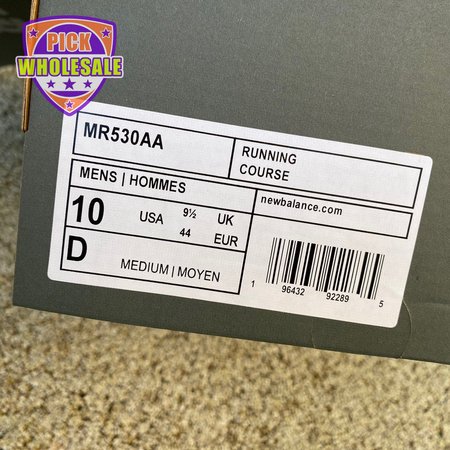 PICK
WHOLESALE
MR530AA
RUNNING
COURSE
MENS | HOMMES
newbalance.com
10 USA 9½ UK
44 EUR
D MEDIUM | MOYEN
1 96432 92289 5